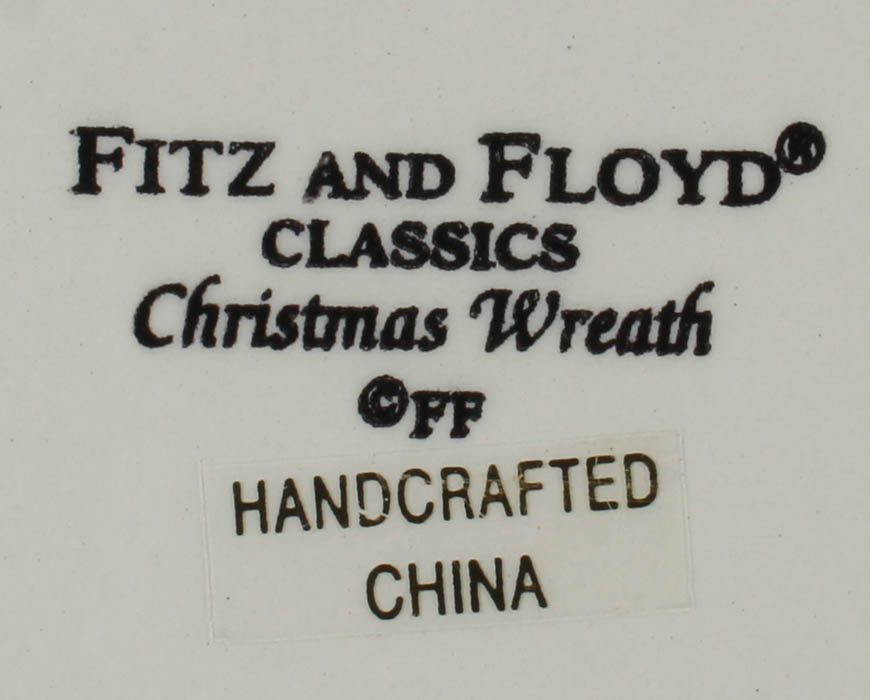 FITZ AND FLOYD®
CLASSICS
Christmas Wreath
©FF
HANDCRAFTED
CHINA